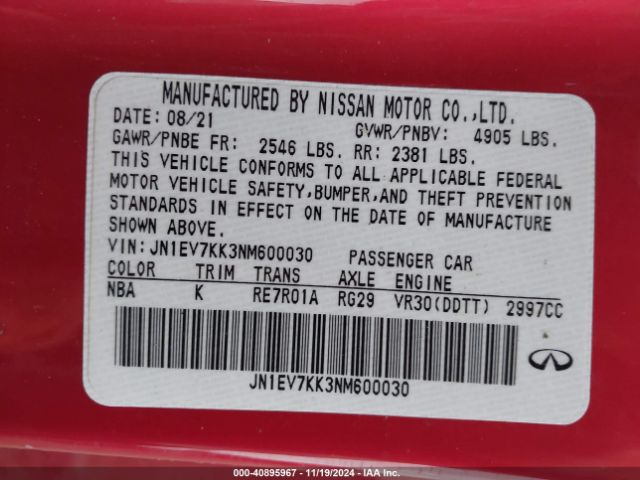 MANUFACTURED BY NISSAN MOTOR CO.,LTD.
DATE: 08/21 GVWR/PNBV: 4905 LBS.
GAWR/PNBE FR: 2546 LBS. RR: 2381 LBS.
THIS VEHICLE CONFORMS TO ALL APPLICABLE FEDERAL
MOTOR VEHICLE SAFETY,BUMPER,AND THEFT PREVENTION
STANDARDS IN EFFECT ON THE DATE OF MANUFACTURE
SHOWN ABOVE.
VIN:JN1EV7KK3NM600030 PASSENGER CAR
COLOR TRIM TRANS AXLE ENGINE
NBA K RE7R01A RG29 VR30(DDTT) 2997CC
JN1EV7KK3NM600030
000-40895967 - 11/19/2024 - IAA Inc.